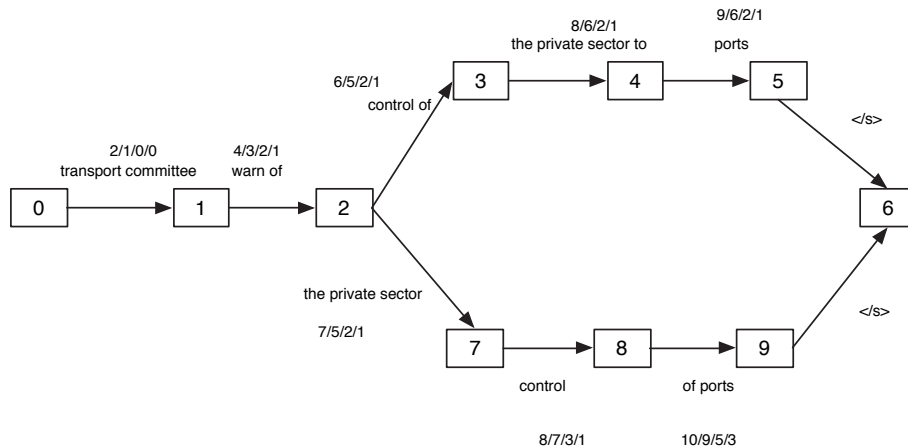 8/6/2/1
the private sector to
9/6/2/1
ports
6/5/2/1
control of
3
4
5
</s>
2/1/0/0
transport committee
4/3/2/1
warn of
0
1
2
6
the private sector
7/5/2/1
7
8
9
</s>
control
of ports
8/7/3/1
10/9/5/3